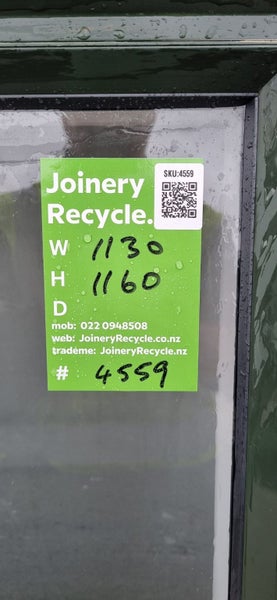 Joinery
Recycle.
SKU:4559
W 1130
H 1160
D
mob: 022 0948508
web: JoineryRecycle.co.nz
trademe: JoineryRecycle.nz
# 4559